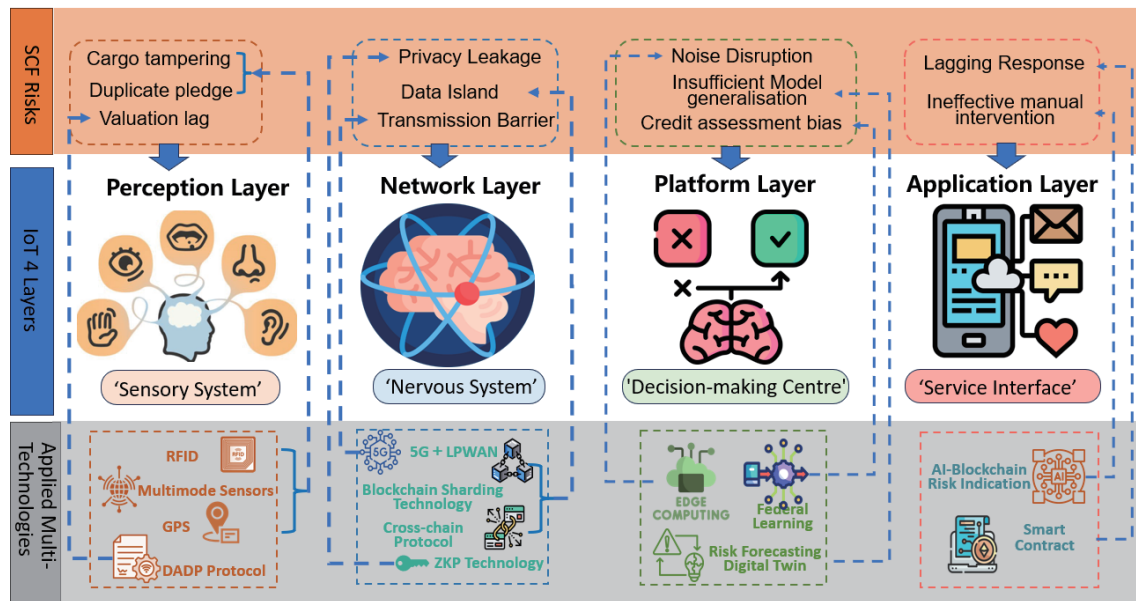 SCF Risks
Cargo tampering
Duplicate pledge
Valuation lag
Privacy Leakage
Data Island
Transmission Barrier
Noise Disruption
Insufficient Model
generalisation
Credit assessment bias
Lagging Response
Ineffective manual
intervention
IoT 4 Layers
Perception Layer
'Sensory System'
Network Layer
'Nervous System'
Platform Layer
'Decision-making Centre'
Application Layer
‘Service Interface’
Applied Multi-
Technologies
RFID
RFID
Multimode Sensors
GPS
DADP Protocol
5G
5G + LPWAN
Blockchain Sharding
Technology
Cross-chain
Protocol
ZKP Technology
EDGE
COMPUTING
Federal
Learning
Risk Forecasting
Digital Twin
AI-Blockchain
Risk Indication
AI
Smart
Contract